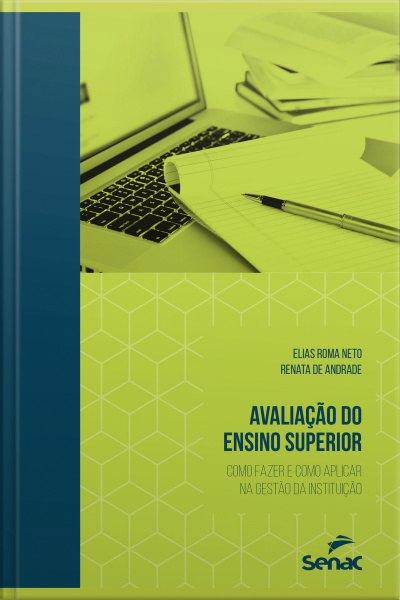 ELIAS ROMA NETO
RENATA DE ANDRADE
AVALIAÇÃO DO
ENSINO SUPERIOR
COMO FAZER E COMO APLICAR
NA GESTÃO DA INSTITUIÇÃO
Senac